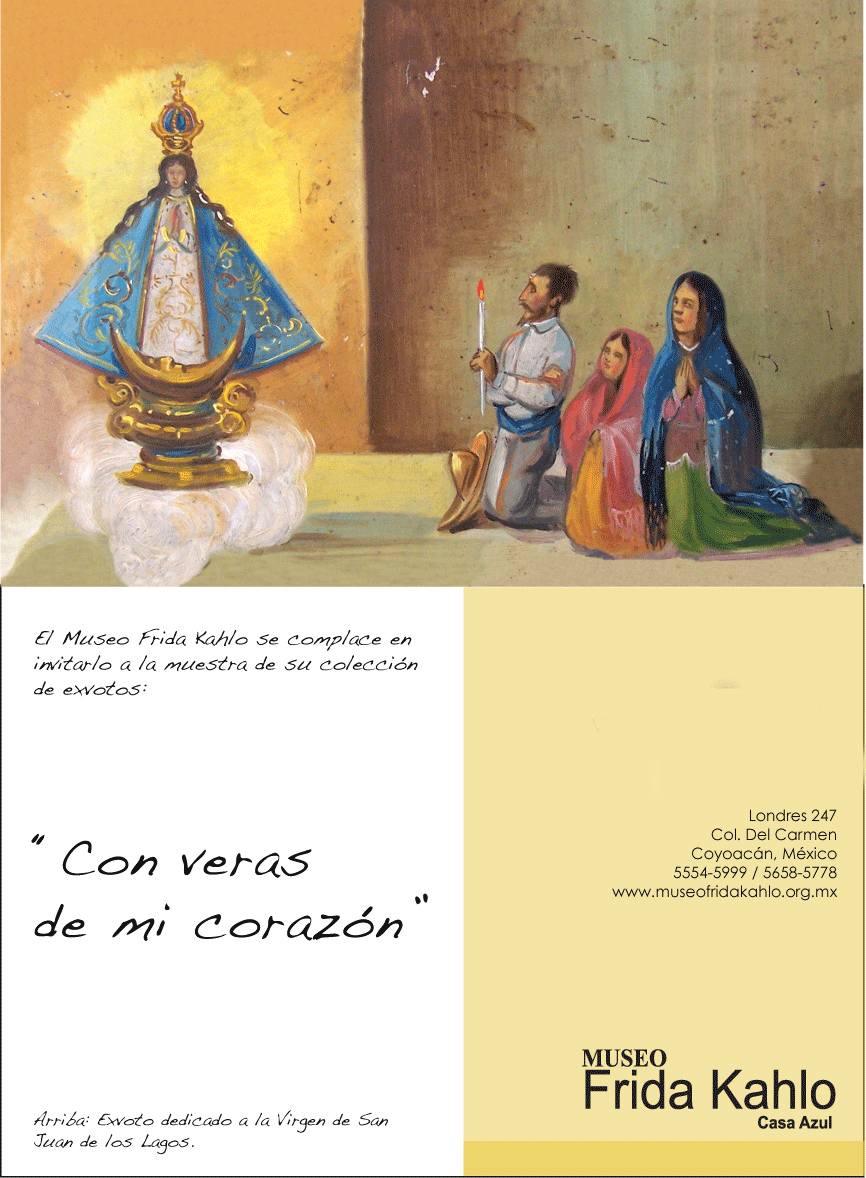 El Museo Frida Kahlo se complace en
invitarlo a la muestra de su colección
de exvotos:
"Con veras
de mi corazón"
Arriba: Exvoto dedicado a la Virgen de San
Juan de los Lagos.
Londres 247
Col. Del Carmen
Coyoacán, México
5554-5999 / 5658-5778
www.museofridakahlo.org.mx
MUSEO
Frida Kahlo
Casa Azul